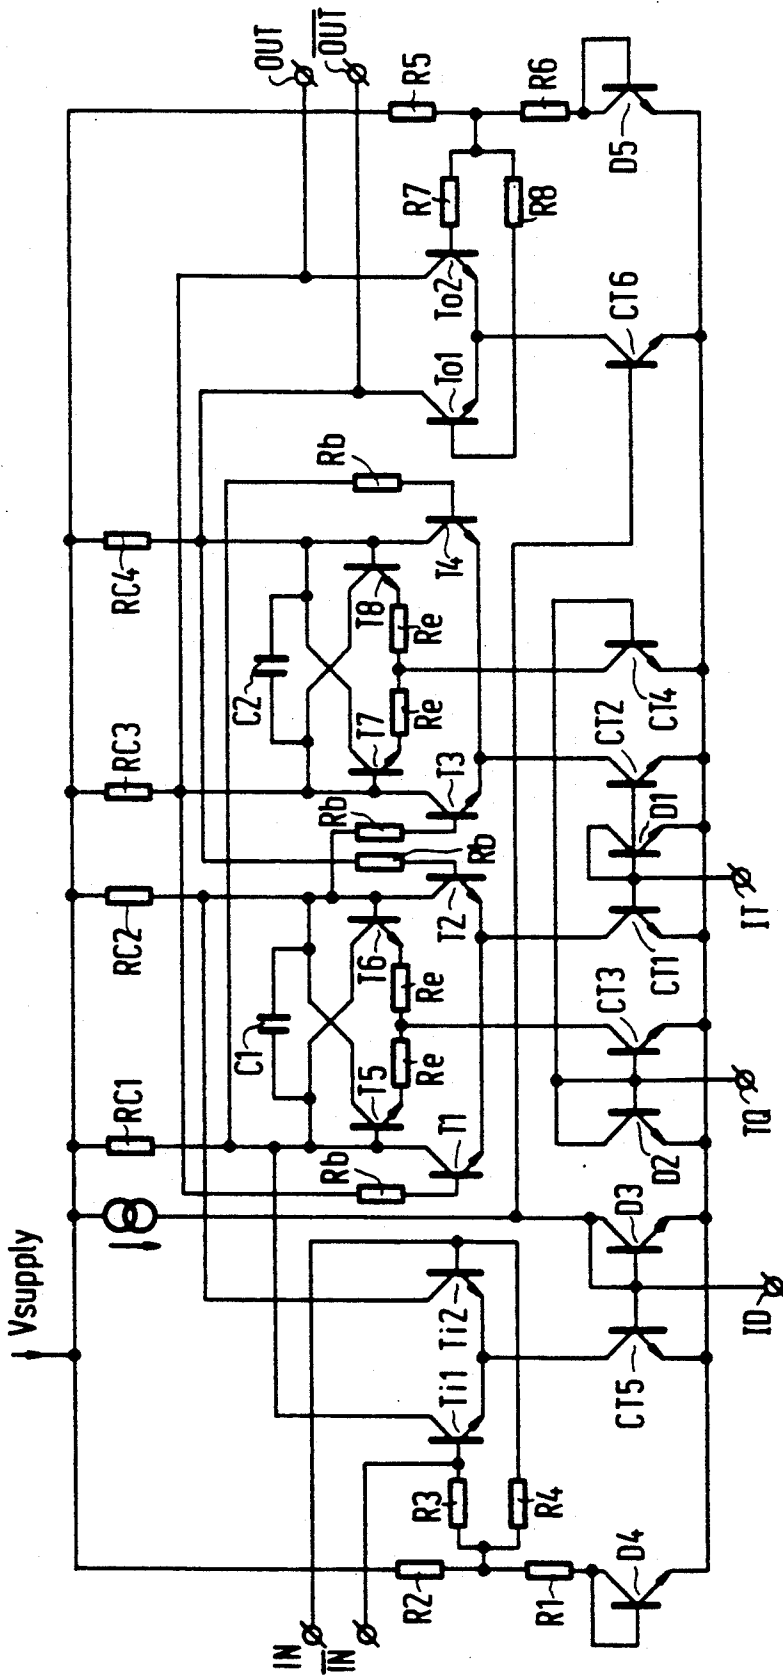 Vsupply
IN
IN
R2
R1
D4
R3
R4
Ti1
Ti2
CT5
ID
D3
D2
TQ
CT3
CT1
IT
D1
CT2
CT4
RC1
RC2
RC3
RC4
C1
C2
Rb
T1
T5
Re
Re
T6
T2
Rb
Rb
T3
T7
Re
Re
T8
T4
Rb
To1
To2
CT6
R7
R8
R5
R6
D5
OUT
OUT